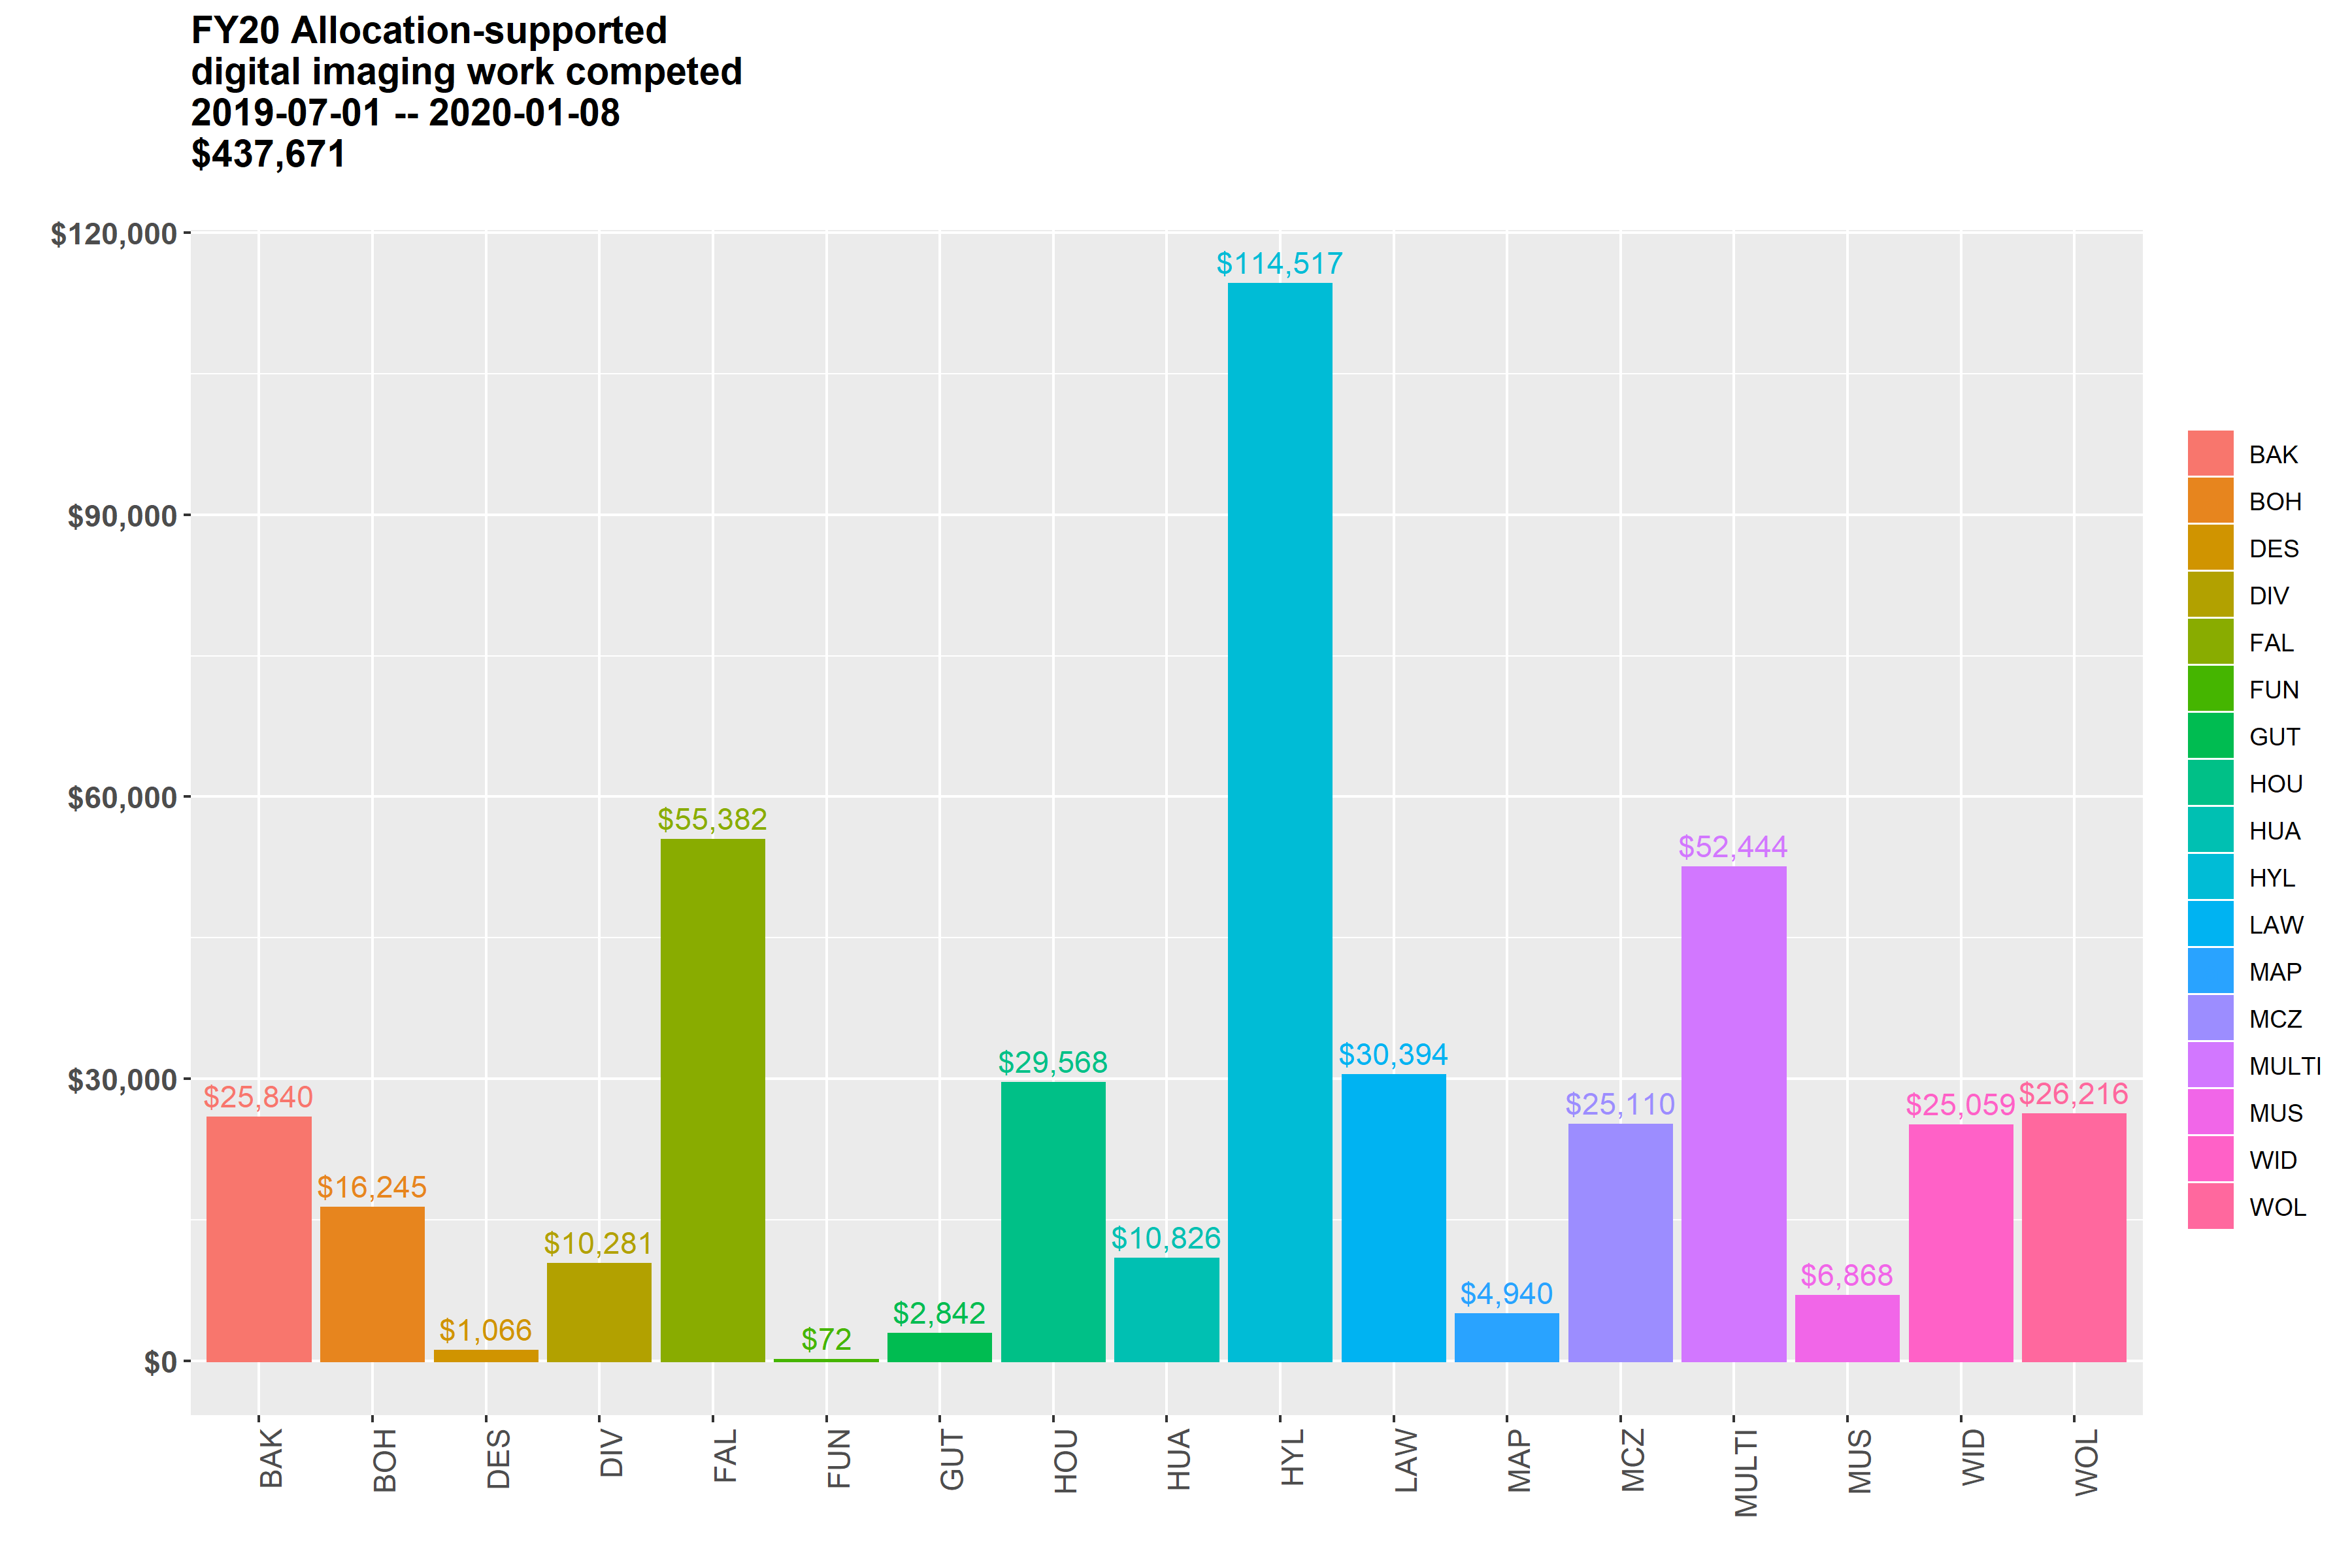 FY20 Allocation-supported
digital imaging work competed
2019-07-01 -- 2020-01-08
$437,671
$120,000
$90,000
$60,000
$30,000
$0
$25,840
$16,245
$1,066
$10,281
$55,382
$72
$2,842
$29,568
$10,826
$114,517
$30,394
$4,940
$25,110
$52,444
$6,868
$25,059
$26,216
BAK
BOH
DES
DIV
FAL
FUN
GUT
HOU
HUA
HYL
LAW
MAP
MCZ
MULTI
MUS
WID
WOL
BAK
BOH
DES
DIV
FAL
FUN
GUT
HOU
HUA
HYL
LAW
MAP
MCZ
MULTI
MUS
WID
WOL